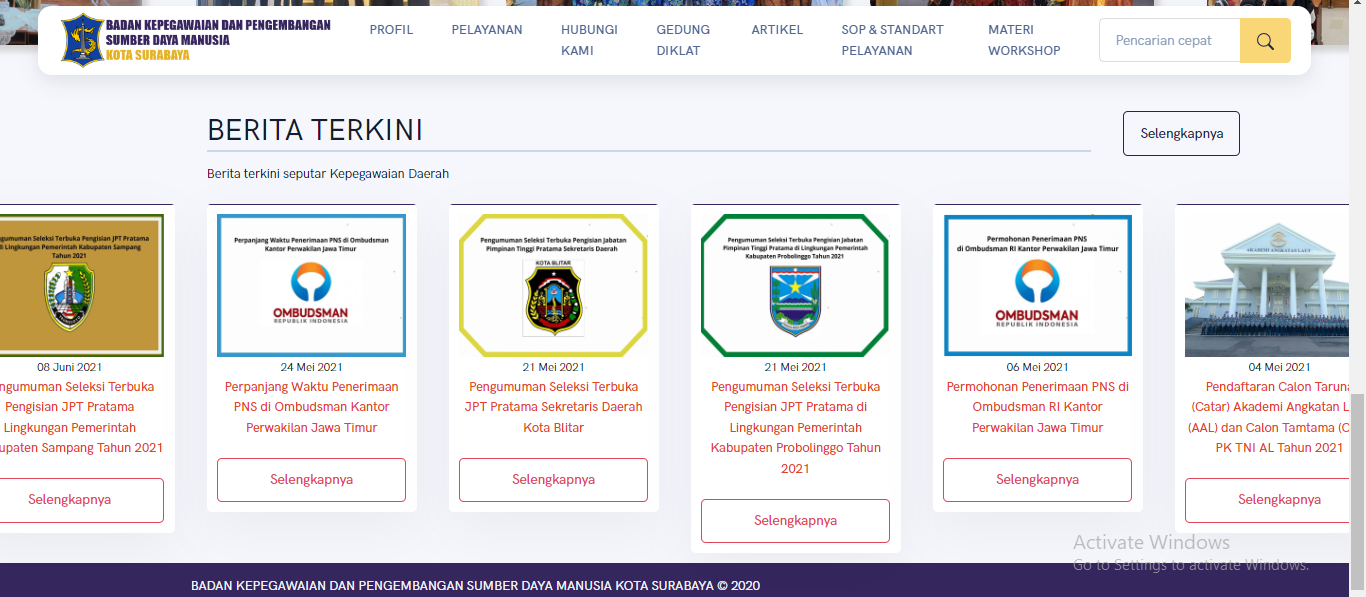 BADAN KEPEGAWAIAN DAN PENGEMBANGAN
SUMBER DAYA MANUSIA
KOTA SURABAYA
PROFIL
PELAYANAN
HUBUNGI
KAMI
GEDUNG
DIKLAT
ARTIKEL
SOP & STANDART
PELAYANAN
MATERI
WORKSHOP
Pencarian cepat
BERITA TERKINI
Selengkapnya
Berita terkini seputar Kepegawaian Daerah
ngumuman Seleksi Terbuka Pengisian JPT Pratama
di Lingkungan Pemerintah Kabupaten Sampang
Tahun 2021
08 Juni 2021
ngumuman Seleksi Terbuka
Pengisian JPT Pratama
Lingkungan Pemerintah
upaten Sampang Tahun 2021
Selengkapnya
Perpanjang Waktu Penerimaan PNS di Ombudsman
Kantor Perwakilan Jawa Timur
OMBUDSMAN
REPUBLIK INDONESIA
24 Mei 2021
Perpanjang Waktu Penerimaan
PNS di Ombudsman Kantor
Perwakilan Jawa Timur
Selengkapnya
Pengumuman Seleksi Terbuka Pengisian Jabatan
Pimpinan Tinggi Pratama Sekretaris Daerah
KOTA BLITAR
21 Mei 2021
Pengumuman Seleksi Terbuka
JPT Pratama Sekretaris Daerah
Kota Blitar
Selengkapnya
Pengumuman Seleksi Terbuka Pengisian Jabatan
Pimpinan Tinggi Pratama di Lingkungan Pemerintah
Kabupaten Probolinggo Tahun 2021
21 Mei 2021
Pengumuman Seleksi Terbuka
Pengisian JPT Pratama di
Lingkungan Pemerintah
Kabupaten Probolinggo Tahun
2021
Selengkapnya
Permohonan Penerimaan PNS
di Ombudsman RI Kantor Perwakilan Jawa Timur
OMBUDSMAN
REPUBLIK INDONESIA
06 Mei 2021
Permohonan Penerimaan PNS di
Ombudsman RI Kantor
Perwakilan Jawa Timur
Selengkapnya
AKADEMI ANGKATAN LAUT
04 Mei 2021
Pendaftaran Calon Taruna
(Catar) Akademi Angkatan L
(AAL) dan Calon Tamtama (C
PK TNI AL Tahun 2021
Selengkapnya
Activate Windows
Go to Settings to activate Windows.
BADAN KEPEGAWAIAN DAN PENGEMBANGAN SUMBER DAYA MANUSIA KOTA SURABAYA © 2020